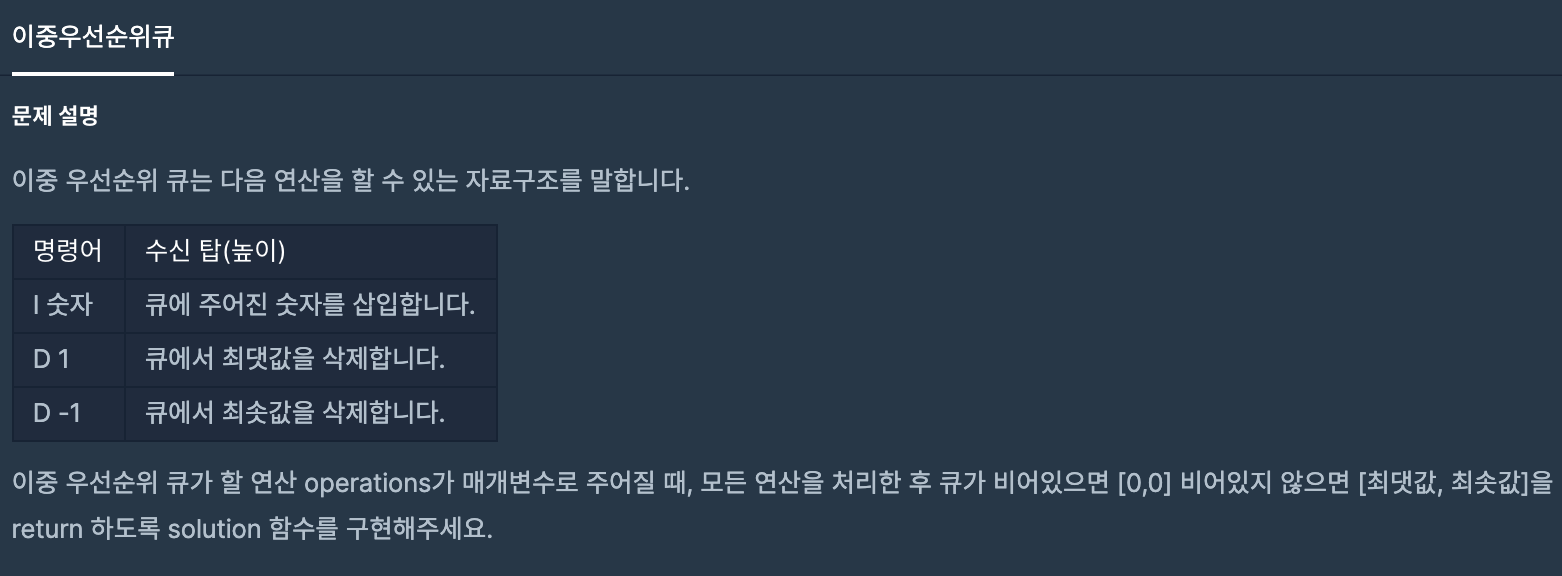 이중우선순위큐
문제 설명
이중 우선순위 큐는 다음 연산을 할 수 있는 자료구조를 말합니다.
명령어 수신 탑(높이)
I 숫자 큐에 주어진 숫자를 삽입합니다.
D 1 큐에서 최댓값을 삭제합니다.
D -1 큐에서 최솟값을 삭제합니다.
이중 우선순위 큐가 할 연산 operations가 매개변수로 주어질 때, 모든 연산을 처리한 후 큐가 비어있으면 [0,0] 비어있지 않으면 [최댓값, 최솟값]을
return 하도록 solution 함수를 구현해주세요.